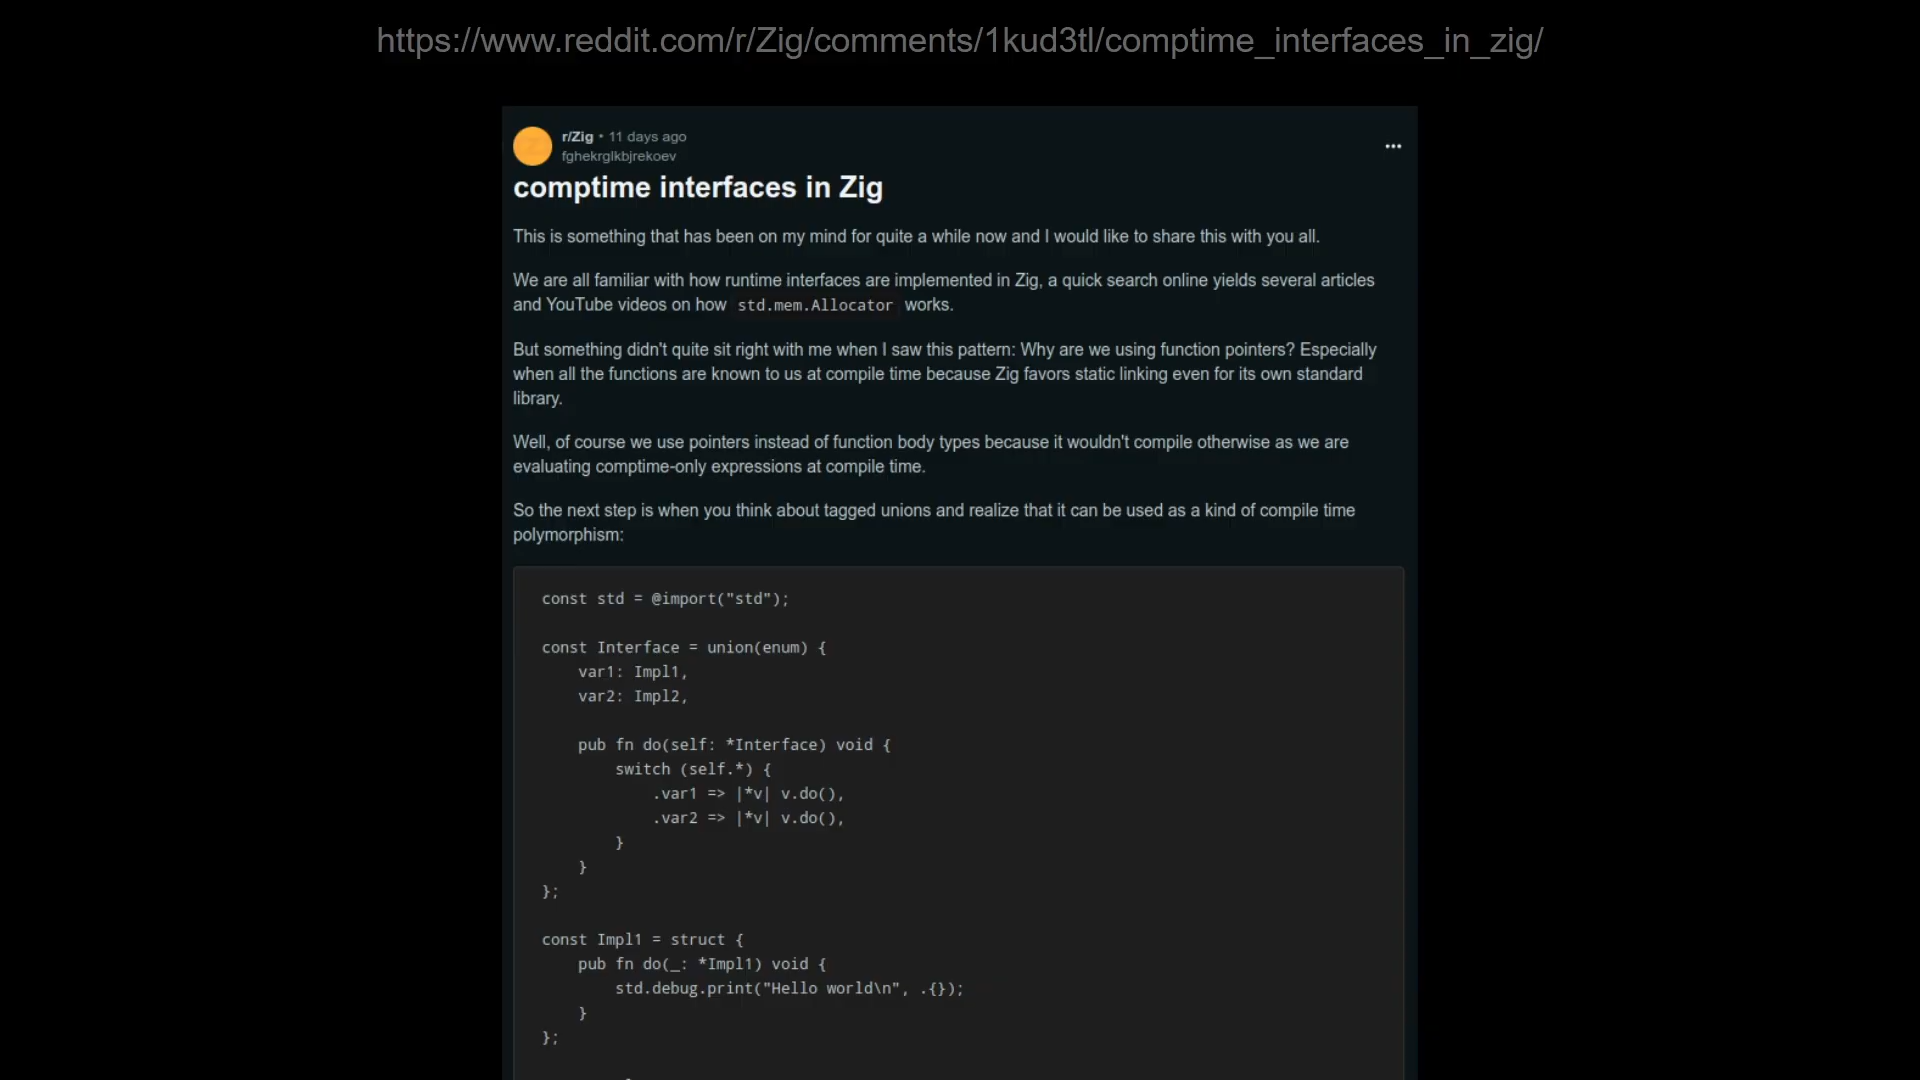 https://www.reddit.com/r/Zig/comments/1kud3tl/comptime_interfaces_in_zig/
r/Zig • 11 days ago
fghekrglkbjrekoev
comptime interfaces in Zig
This is something that has been on my mind for quite a while now and I would like to share this with you all.
We are all familiar with how runtime interfaces are implemented in Zig, a quick search online yields several articles
and YouTube videos on how std.mem.Allocator works.
But something didn't quite sit right with me when I saw this pattern: Why are we using function pointers? Especially
when all the functions are known to us at compile time because Zig favors static linking even for its own standard
library.
Well, of course we use pointers instead of function body types because it wouldn't compile otherwise as we are
evaluating comptime-only expressions at compile time.
So the next step is when you think about tagged unions and realize that it can be used as a kind of compile time
polymorphism:
const std = @import("std");
const Interface = union(enum) {
    var1: Impl1,
    var2: Impl2,
    pub fn do(self: *Interface) void {
        switch (self.*) {
            .var1 => |*v| v.do(),
            .var2 => |*v| v.do(),
        }
    }
};
const Impl1 = struct {
    pub fn do(_: *Impl1) void {
        std.debug.print("Hello world\n", .{});
    }
};